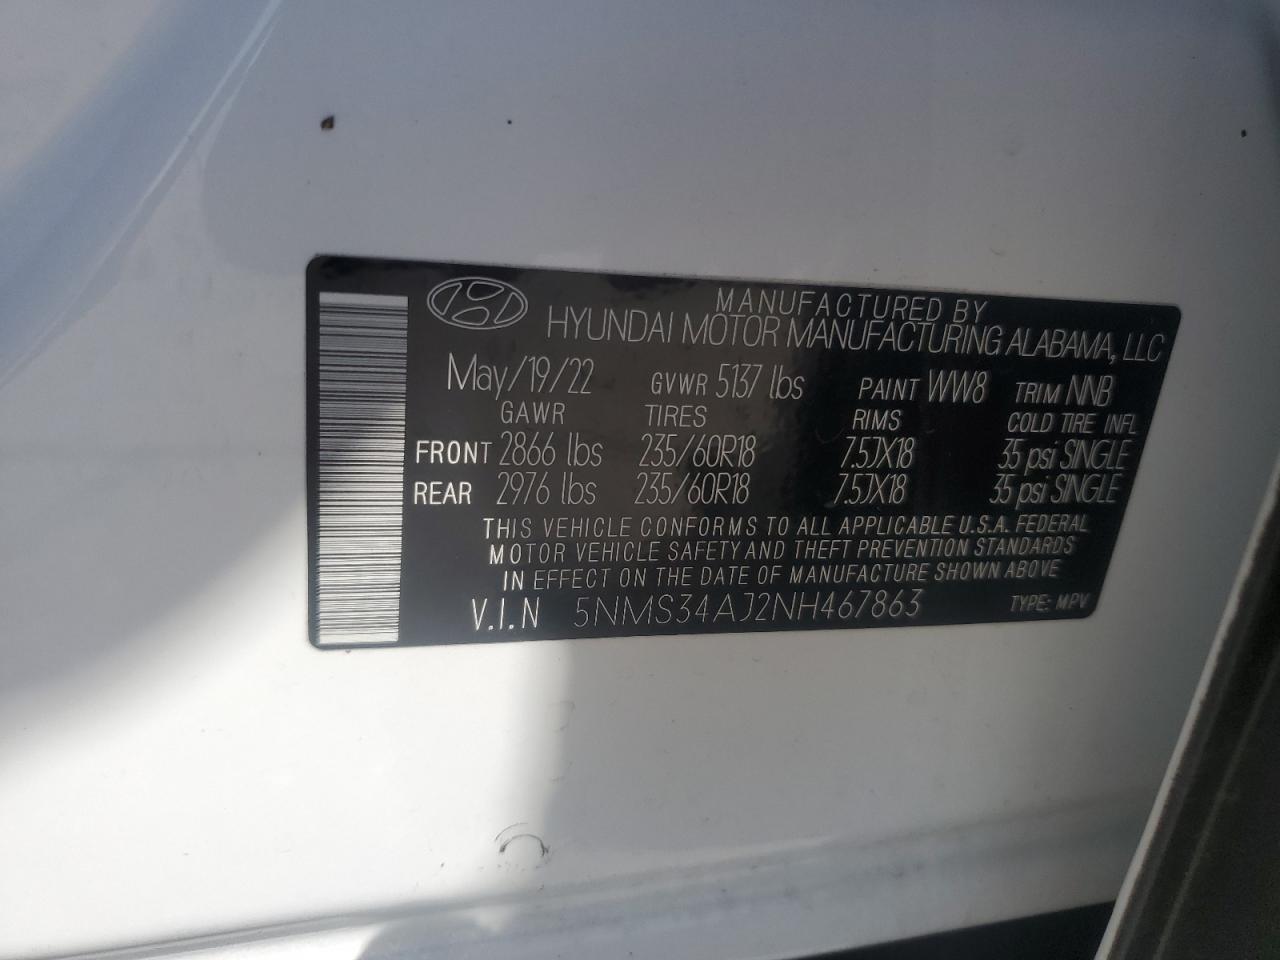 MANUFACTURED BY
HYUNDAI MOTOR MANUFACTURING ALABAMA, LLC
May/19/22 GVWR 5137 lbs PAINT WW8 TRIM NNB
GAWR TIRES RIMS COLD TIRE INFL
FRONT 2866 lbs 235/60R18 7.5JX18 35 psi SINGLE
REAR 2976 lbs 235/60R18 7.5JX18 35 psi SINGLE
THIS VEHICLE CONFORMS TO ALL APPLICABLE U.S.A. FEDERAL
MOTOR VEHICLE SAFETY AND THEFT PREVENTION STANDARDS
IN EFFECT ON THE DATE OF MANUFACTURE SHOWN ABOVE
V.I.N 5NMS34AJ2NH467863 TYPE: MPV